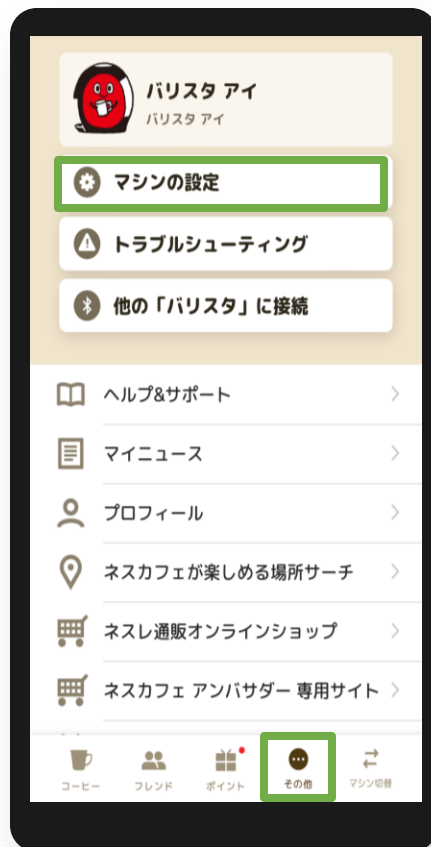 バリスタ アイ
バリスタ アイ
マシンの設定
トラブルシューティング
他の「バリスタ」に接続
ヘルプ&サポート
マイニュース
プロフィール
ネスカフェが楽しめる場所サーチ
ネスレ通販オンラインショップ
ネスカフェ アンバサダー 専用サイト
コーヒー
フレンド
ポイント
その他
マシン切替